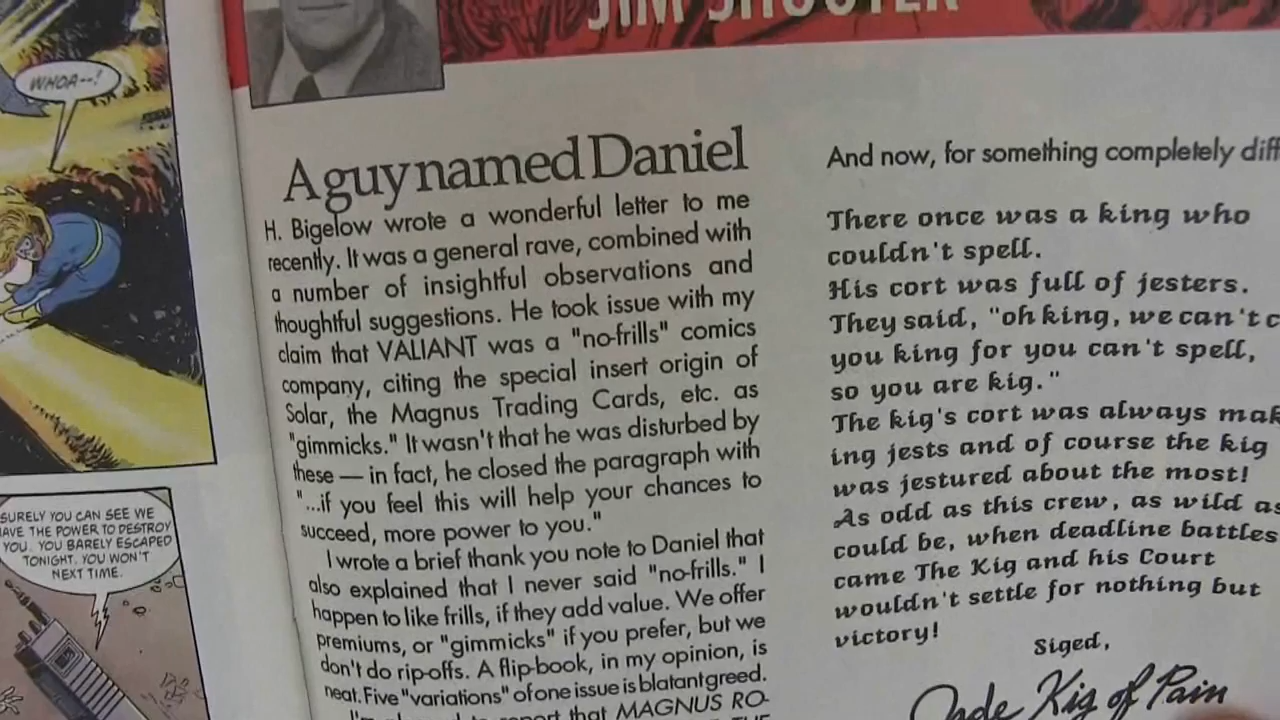 WHOA--!
SURELY YOU CAN SEE WE
HAVE THE POWER TO DESTROY
YOU. YOU BARELY ESCAPED
TONIGHT. YOU WON'T
NEXT TIME.
JIM SHOOTER
A guy named Daniel
H. Bigelow wrote a wonderful letter to me
recently. It was a general rave, combined with
a number of insightful observations and
thoughtful suggestions. He took issue with my
claim that VALIANT was a "no-frills" comics
company, citing the special insert origin of
Solar, the Magnus Trading Cards, etc. as
"gimmicks." It wasn't that he was disturbed by
these — in fact, he closed the paragraph with
"...if you feel this will help your chances to
succeed, more power to you."
I wrote a brief thank you note to Daniel that
also explained that I never said "no-frills." I
happen to like frills, if they add value. We offer
premiums, or "gimmicks" if you prefer, but we
don't do rip-offs. A flip-book, in my opinion, is
neat. Five "variations" of one issue is blatant greed.
report that MAGNUS RO-
THE
And now, for something completely diff
There once was a king who
couldn't spell.
His cort was full of jesters.
They said, "oh king, we can't c
you king for you can't spell,
so you are kig."
The kig's cort was always mak
ing jests and of course the kig
was jestured about the most!
As odd as this crew, as wild as
could be, when deadline battles
came The Kig and his Court
wouldn't settle for nothing but
victory!
Siged,
Jade Kig of Pain